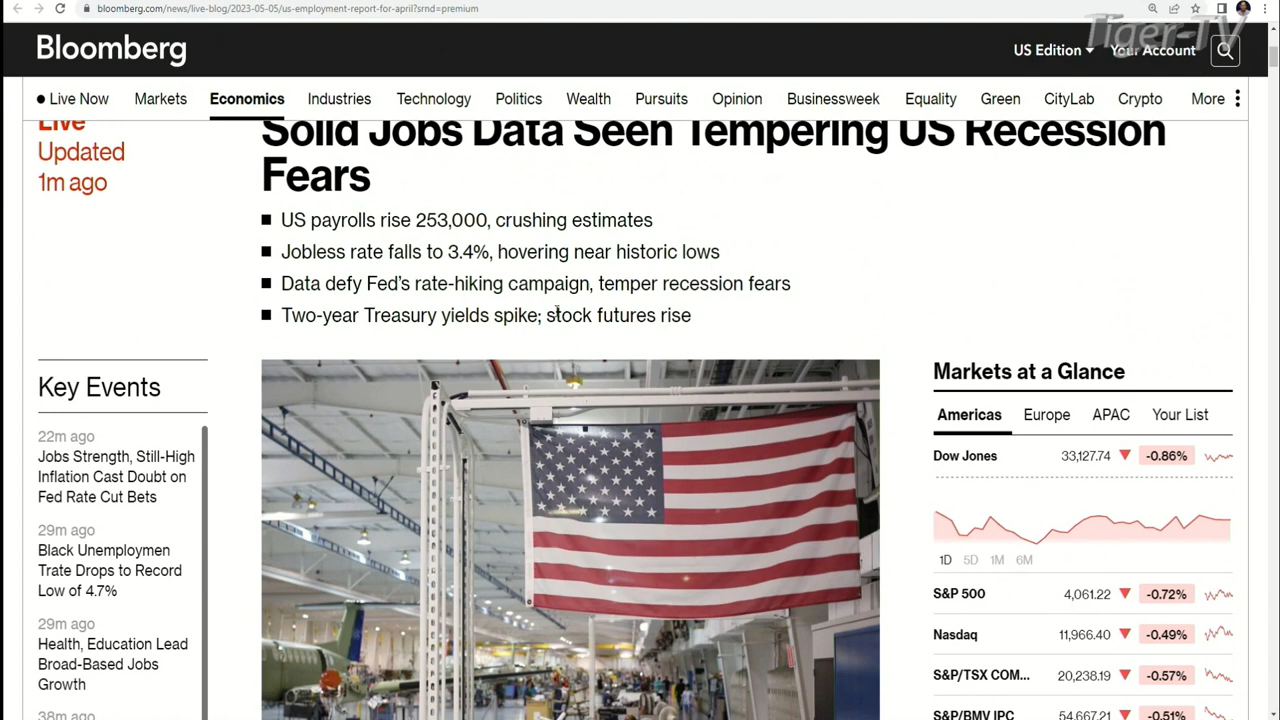 bloomberg.com/news/live-blog/2023-05-05/us-employment-report-for-april?srnd=premium
Tiger-TV
Bloomberg
US Edition
Your Account
Live Now
Markets
Economics
Industries
Technology
Politics
Wealth
Pursuits
Opinion
Businessweek
Equality
Green
CityLab
Crypto
More
Live
Updated
1m ago
Solid Jobs Data Seen Tempering US Recession
Fears
US payrolls rise 253,000, crushing estimates
Jobless rate falls to 3.4%, hovering near historic lows
Data defy Fed's rate-hiking campaign, temper recession fears
Two-year Treasury yields spike; stock futures rise
Key Events
22m ago
Jobs Strength, Still-High
Inflation Cast Doubt on
Fed Rate Cut Bets
29m ago
Black Unemploymen
Trate Drops to Record
Low of 4.7%
29m ago
Health, Education Lead
Broad-Based Jobs
Growth
38m ago
Markets at a Glance
Americas
Europe
APAC
Your List
Dow Jones 33,127.74 -0.86%
1D 5D 1M 6M
S&P 500 4,061.22 -0.72%
Nasdaq 11,966.40 -0.49%
S&P/TSX COM... 20,238.19 -0.57%
S&P/BMV IPC 54,667.21 -0.51%